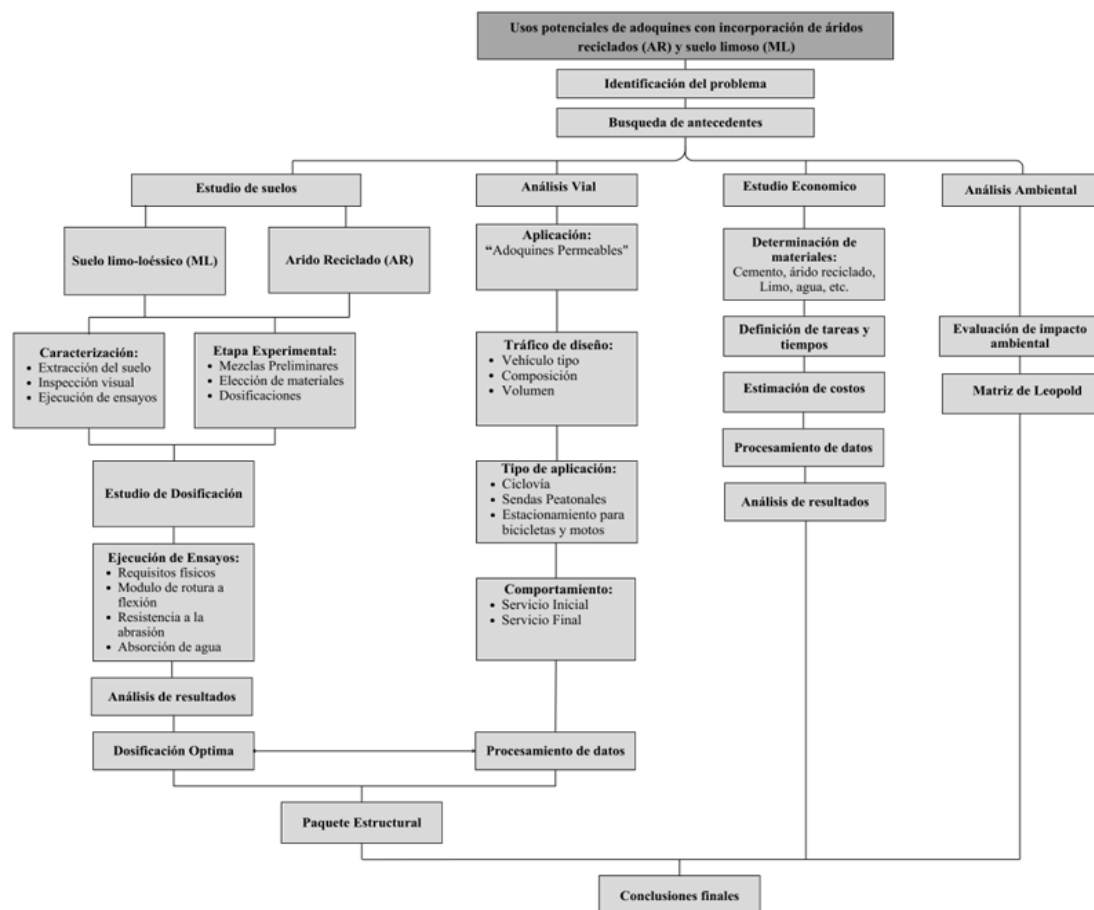 Usos potenciales de adoquines con incorporación de áridos
reciclados (AR) y suelo limoso (ML)
Identificación del problema
Busqueda de antecedentes
Estudio de suelos
Análisis Vial
Estudio Economico
Análisis Ambiental
Suelo limo-loéssico (ML)
Arido Reciclado (AR)
Aplicación:
“Adoquines Permeables"
Determinación de
materiales:
Cemento, árido reciclado,
Limo, agua, etc.
Caracterización:
• Extracción del suelo
• Inspección visual
• Ejecución de ensayos
Etapa Experimental:
• Mezclas Preliminares
• Elección de materiales
• Dosificaciones
Tráfico de diseño:
• Vehículo tipo
• Composición
• Volumen
Definición de tareas y
tiempos
Evaluación de impacto
ambiental
Estimación de costos
Matriz de Leopold
Procesamiento de datos
Estudio de Dosificación
Tipo de aplicación:
• Ciclovía
• Sendas Peatonales
• Estacionamiento para
bicicletas y motos
Análisis de resultados
Ejecución de Ensayos:
• Requisitos físicos
• Modulo de rotura a
flexión
• Resistencia a la
abrasión
• Absorción de agua
Comportamiento:
• Servicio Inicial
• Servicio Final
Análisis de resultados
Dosificación Optima
Procesamiento de datos
Paquete Estructural
Conclusiones finales